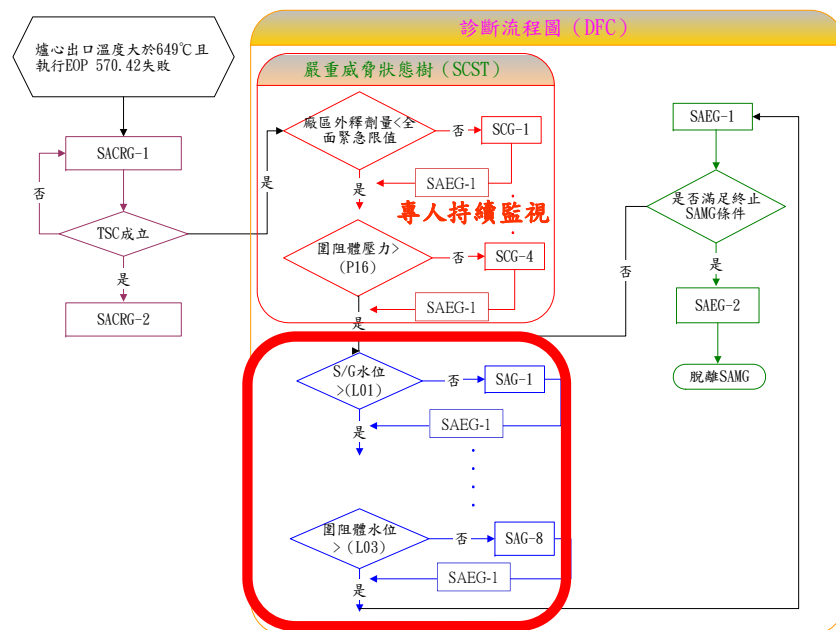 診斷流程圖（DFC）
爐心出口溫度大於649℃且
執行EOP 570.42失敗
SACRG-1
否
TSC成立
是
SACRG-2
是
嚴重威脅狀態樹（SCST）
廠區外釋劑量<全
面緊急限值
否
SCG-1
SAEG-1
是
專人持續監視
圍阻體壓力>
(P16)
否
SCG-4
SAEG-1
是
S/G水位
>(L01)
否
SAG-1
SAEG-1
是
圍阻體水位
>（L03）
否
SAG-8
SAEG-1
是
SAEG-1
是否滿足終止
SAMG條件
否
是
SAEG-2
脫離SAMG